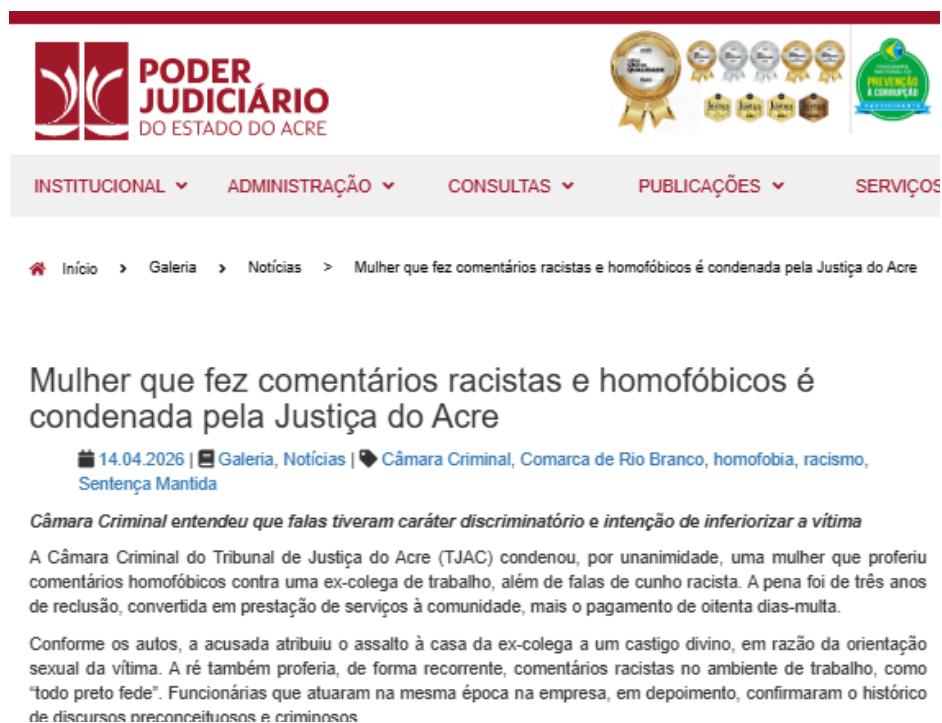 PODER
JUDICIÁRIO
DO ESTADO DO ACRE
QUALIDADE
PREVENÇÃO
À CORRUPÇÃO
INSTITUCIONAL
ADMINISTRAÇÃO
CONSULTAS
PUBLICAÇÕES
SERVIÇOS
Início > Galeria > Notícias > Mulher que fez comentários racistas e homofóbicos é condenada pela Justiça do Acre
Mulher que fez comentários racistas e homofóbicos é
condenada pela Justiça do Acre
14.04.2026 | Galeria, Notícias | Câmara Criminal, Comarca de Rio Branco, homofobia, racismo,
Sentença Mantida
Câmara Criminal entendeu que falas tiveram caráter discriminatório e intenção de inferiorizar a vítima
A Câmara Criminal do Tribunal de Justiça do Acre (TJAC) condenou, por unanimidade, uma mulher que proferiu
comentários homofóbicos contra uma ex-colega de trabalho, além de falas de cunho racista. A pena foi de três anos
de reclusão, convertida em prestação de serviços à comunidade, mais o pagamento de oitenta dias-multa.
Conforme os autos, a acusada atribuiu o assalto à casa da ex-colega a um castigo divino, em razão da orientação
sexual da vítima. A ré também proferia, de forma recorrente, comentários racistas no ambiente de trabalho, como
“todo preto fede”. Funcionárias que atuaram na mesma época na empresa, em depoimento, confirmaram o histórico
de discursos preconceituosos e criminosos